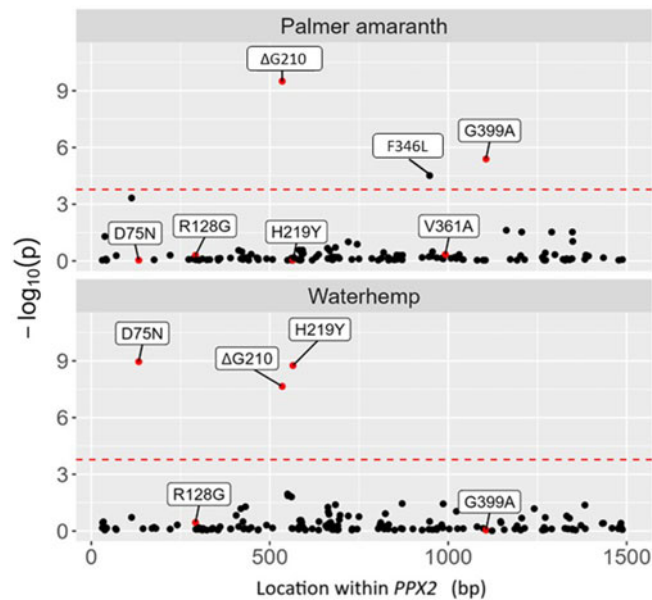 Palmer amaranth
ΔG210
9
G399A
6
F346L
3
D75N
R128G
H219Y
V361A
0
−log10(p)
Waterhemp
D75N
H219Y
9
ΔG210
6
3
R128G
G399A
0
0 500 1000 1500
Location within PPX2 (bp)